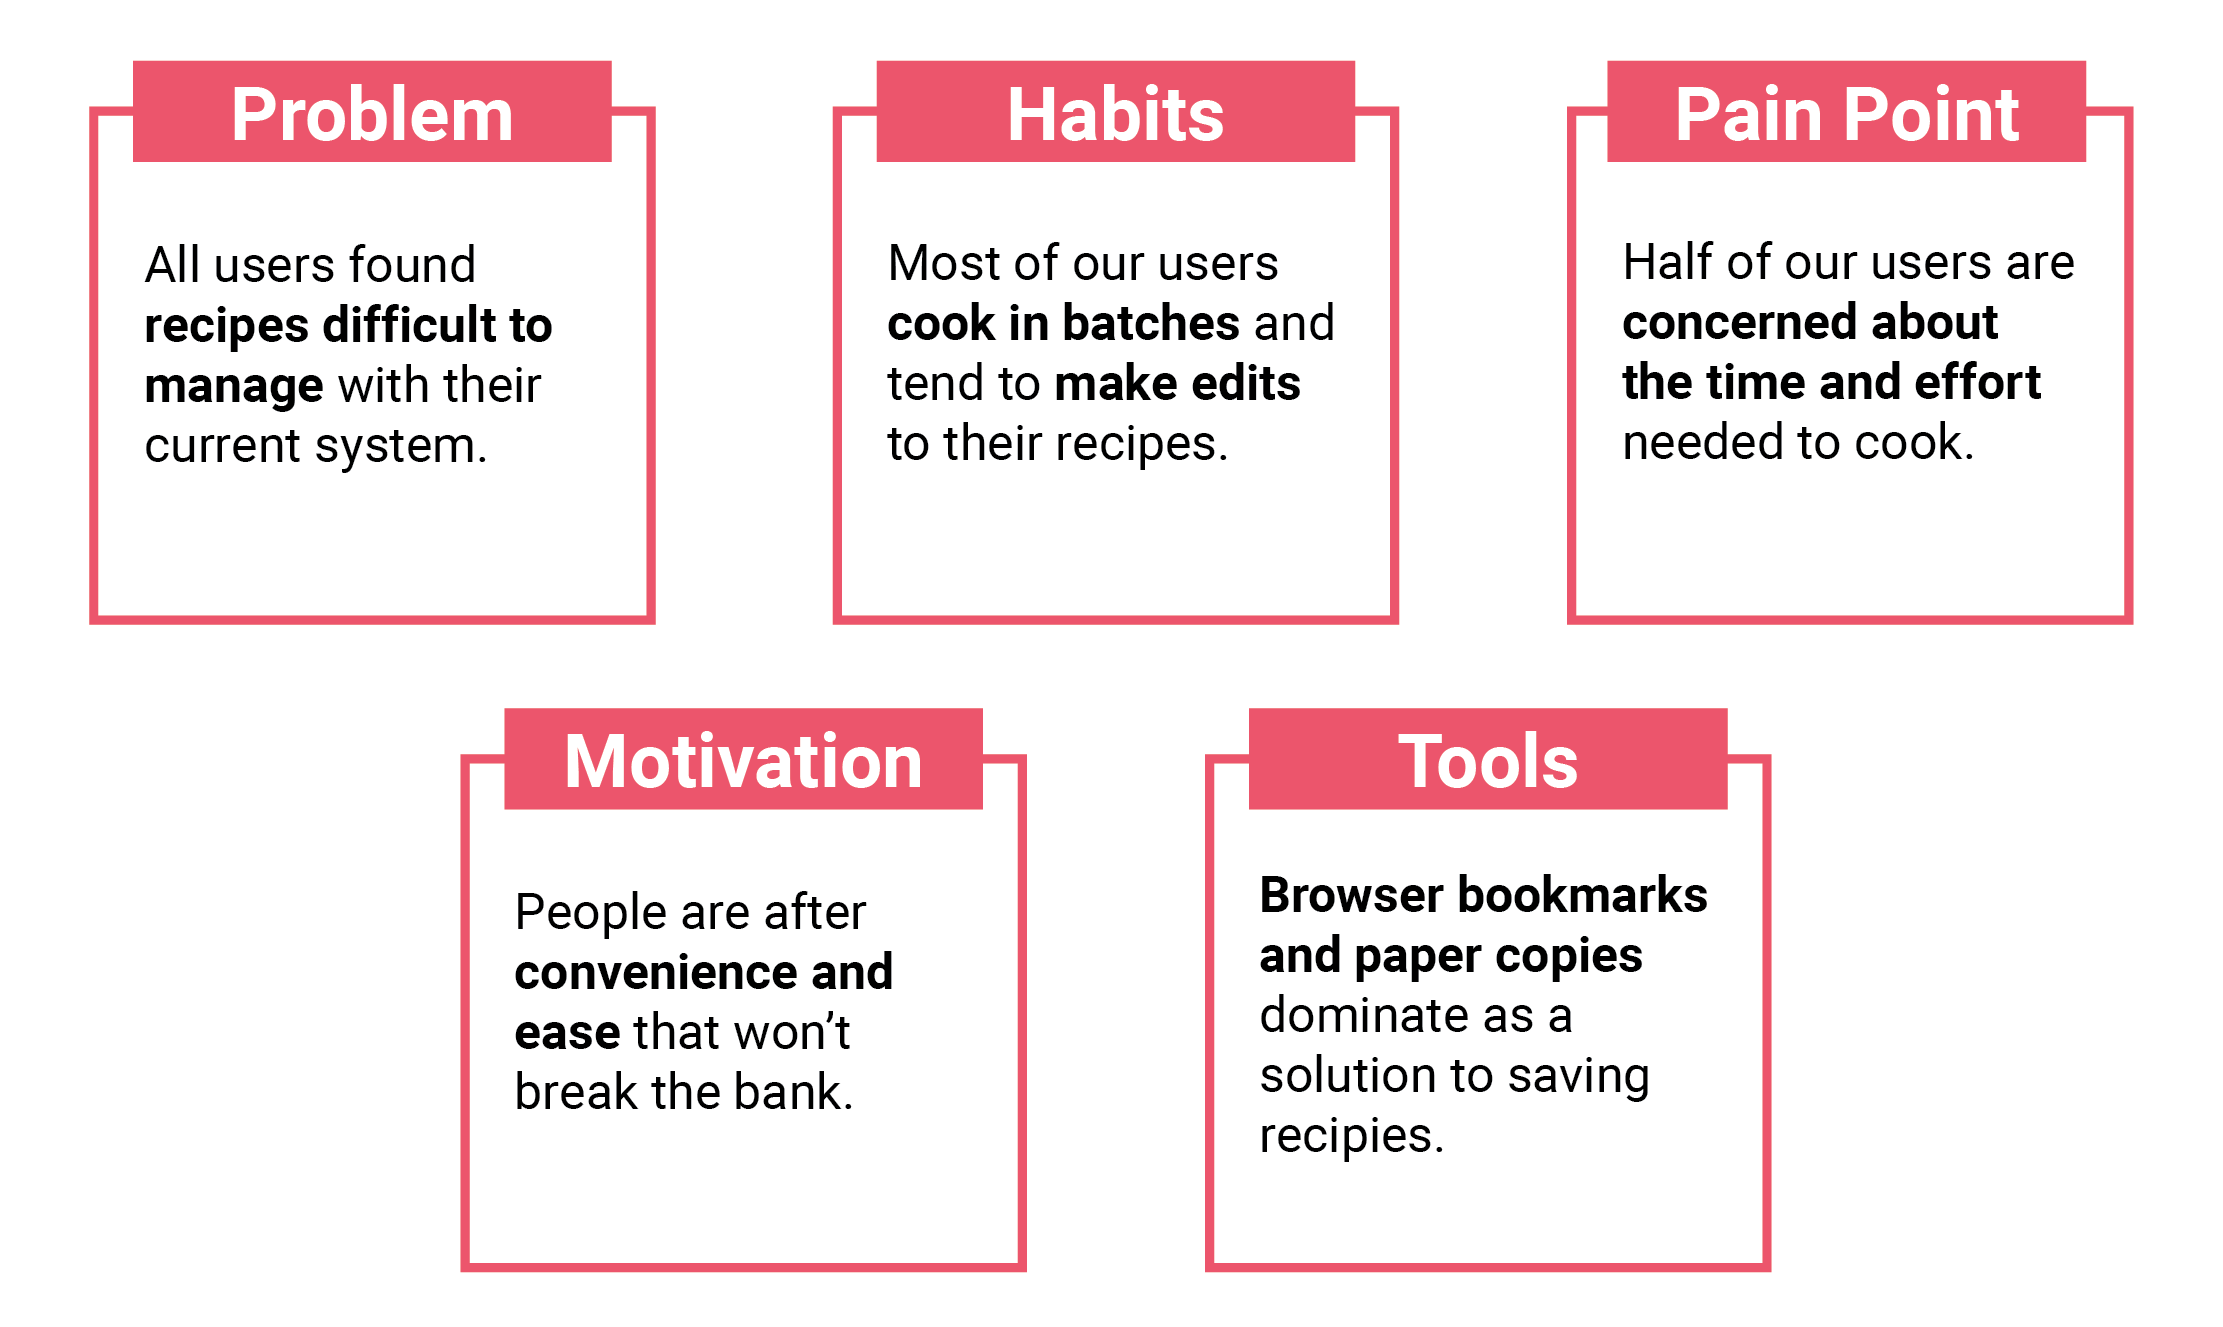 Problem
All users found
recipes difficult to
manage with their
current system.
Habits
Most of our users
cook in batches and
tend to make edits
to their recipes.
Pain Point
Half of our users are
concerned about
the time and effort
needed to cook.
Motivation
People are after
convenience and
ease that won’t
break the bank.
Tools
Browser bookmarks
and paper copies
dominate as a
solution to saving
recipies.